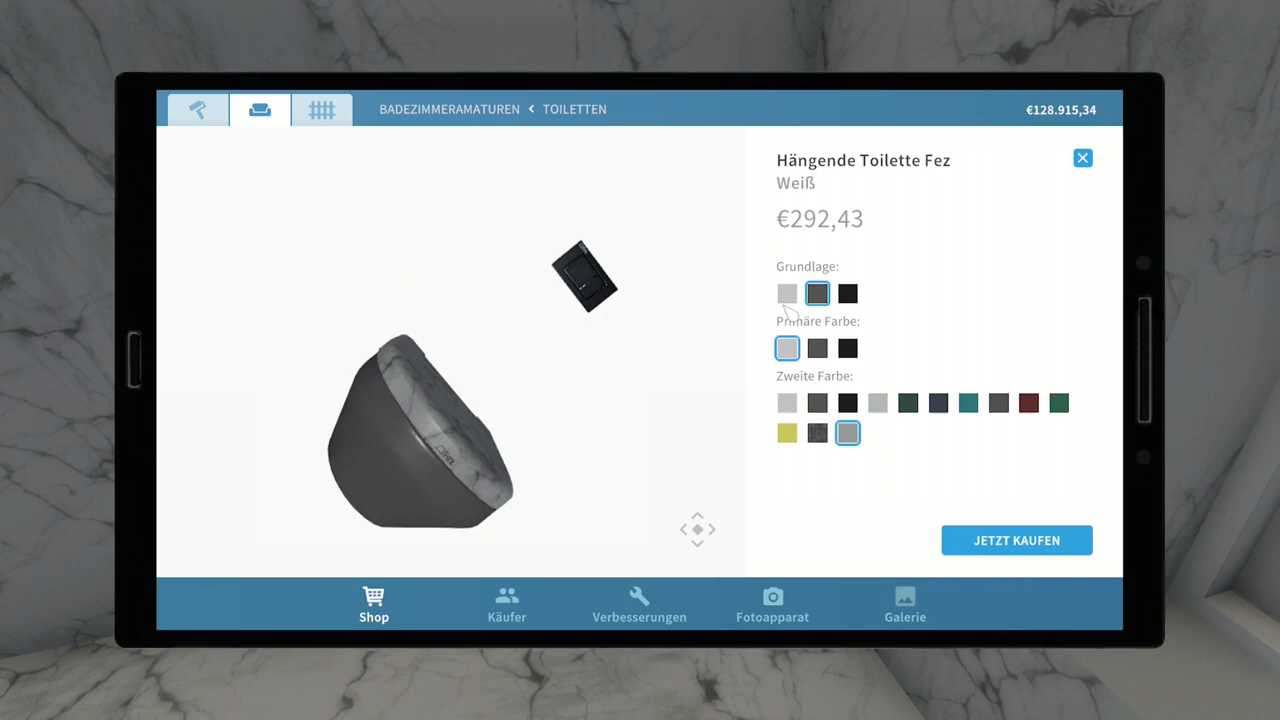 BADEZIMMERAMATUREN < TOILETTEN
€128.915,34
Hängende Toilette Fez
Weiß
€292,43
Grundlage:
Primäre Farbe:
Zweite Farbe:
JETZT KAUFEN
Shop
Käufer
Verbesserungen
Fotoapparat
Galerie